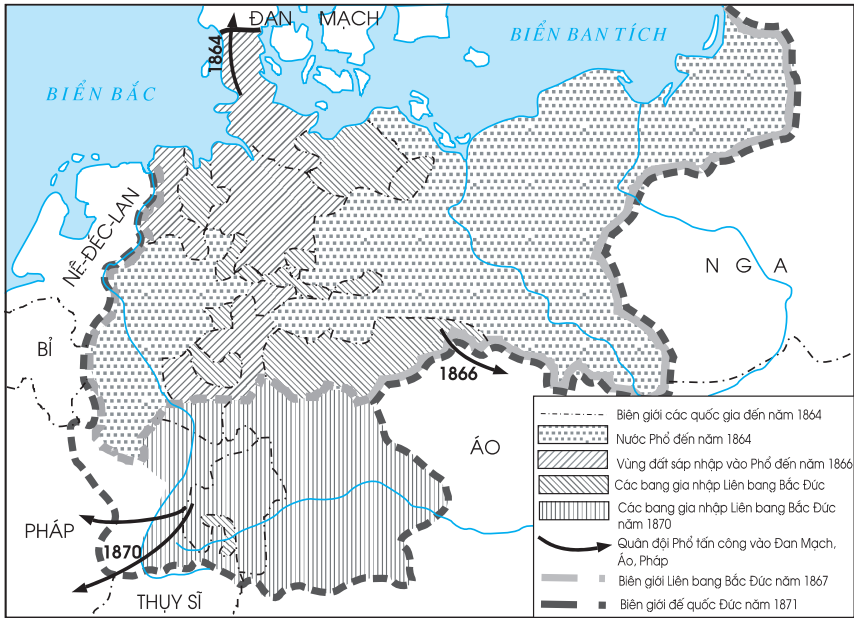 ĐAN MẠCH
1864
BIỂN BAN TÍCH
BIỂN BẮC
NÊ-ĐÉC-LAN
N G A
BỈ
1866
ÁO
PHÁP
1870
THỤY SĨ
Biên giới các quốc gia đến năm 1864
Nước Phổ đến năm 1864
Vùng đất sáp nhập vào Phổ đến năm 1866
Các bang gia nhập Liên bang Bắc Đức
Các bang gia nhập Liên bang Bắc Đức
năm 1870
Quân đội Phổ tấn công vào Đan Mạch,
Áo, Pháp
Biên giới Liên bang Bắc Đức năm 1867
Biên giới đế quốc Đức năm 1871